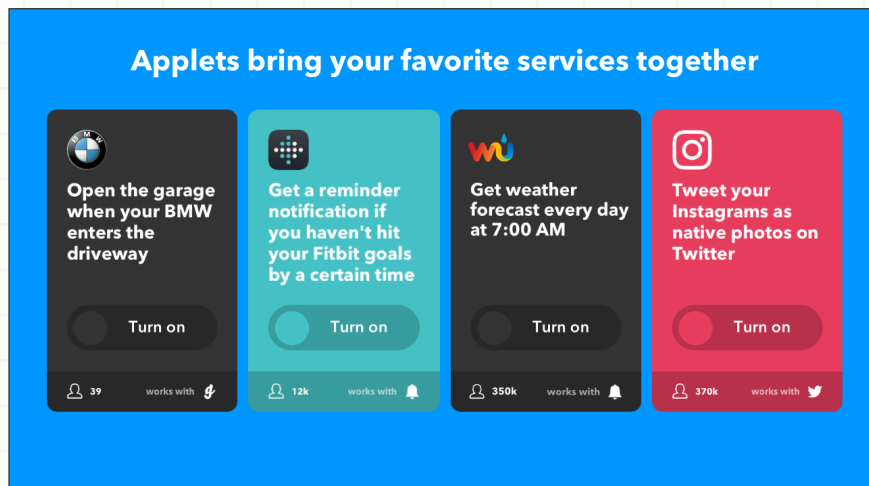 Applets bring your favorite services together
BMW
Open the garage
when your BMW
enters the
driveway
Turn on
39
works with
Get a reminder
notification if
you haven't hit
your Fitbit goals
by a certain time
Turn on
12k
works with
wu
Get weather
forecast every day
at 7:00 AM
Turn on
350k
works with
Tweet your
Instagrams as
native photos on
Twitter
Turn on
370k
works with